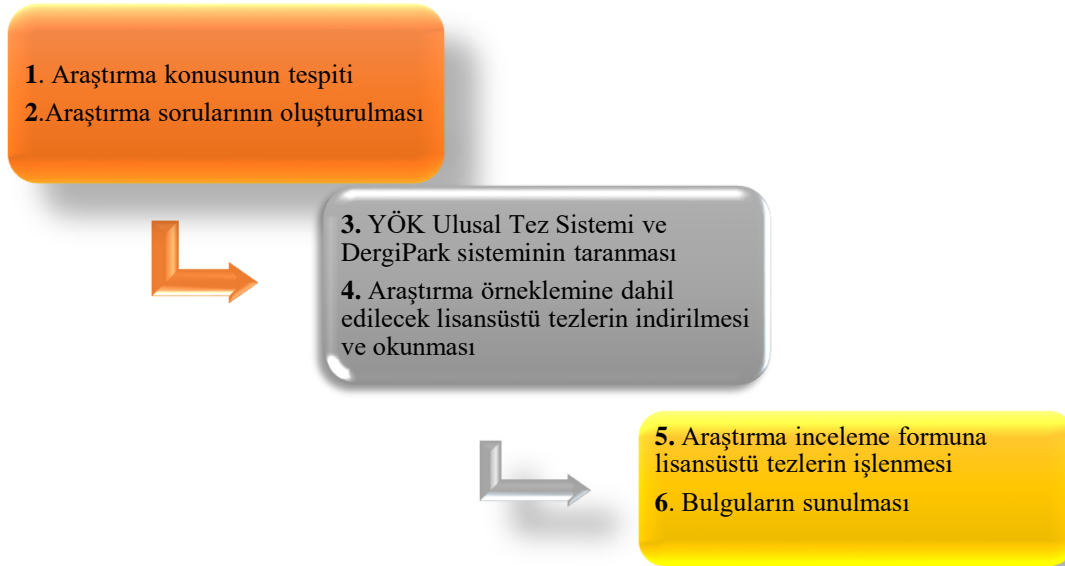 1. Araştırma konusunun tespiti
2.Araştırma sorularının oluşturulması
3. YÖK Ulusal Tez Sistemi ve
DergiPark sisteminin taranması
4. Araştırma örneklemine dahil
edilecek lisansüstü tezlerin indirilmesi
ve okunması
5. Araştırma inceleme formuna
lisansüstü tezlerin işlenmesi
6. Bulguların sunulması